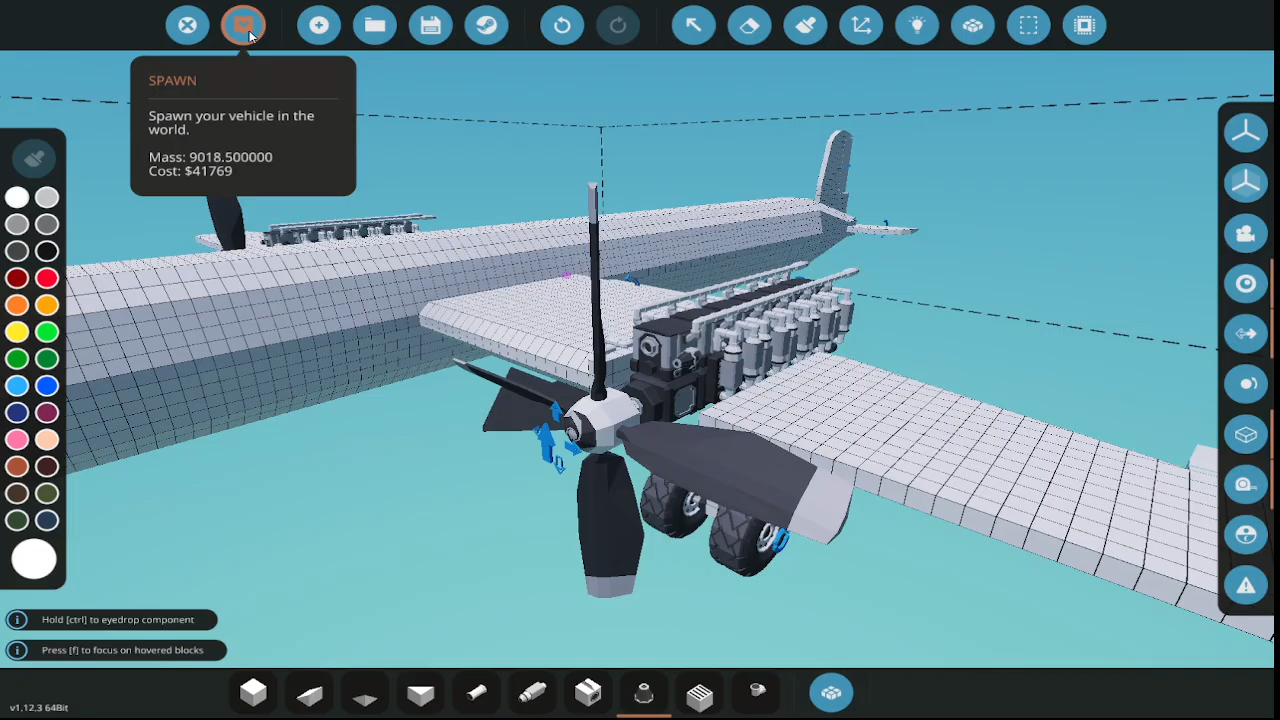 SPAWN
Spawn your vehicle in the
world.
Mass: 9018.500000
Cost: $41769
Hold [ctrl] to eyedrop component
Press [f] to focus on hovered blocks
v1.12.3 64Bit